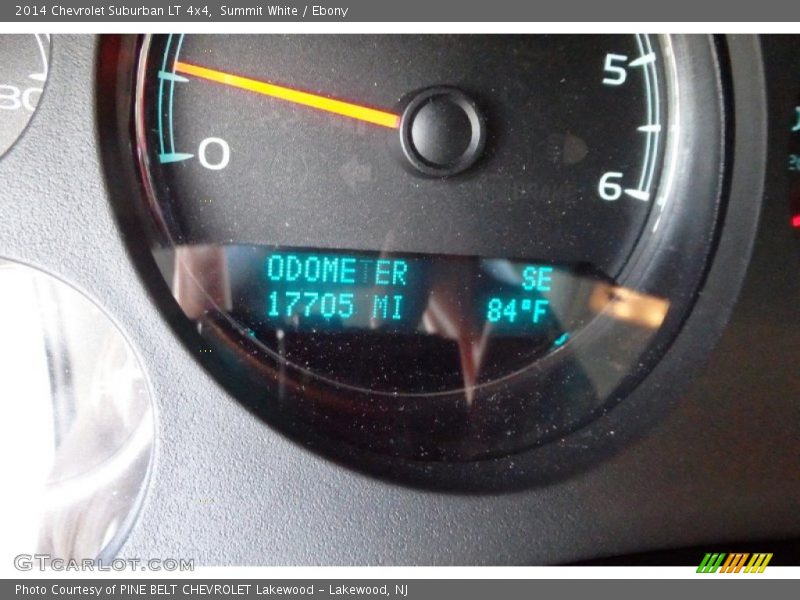 2014 Chevrolet Suburban LT 4x4, Summit White / Ebony
80
5
0
6
ODOMETER SE
17705 MI 84°F
GTcarlot.com
Photo Courtesy of PINE BELT CHEVROLET Lakewood - Lakewood, NJ